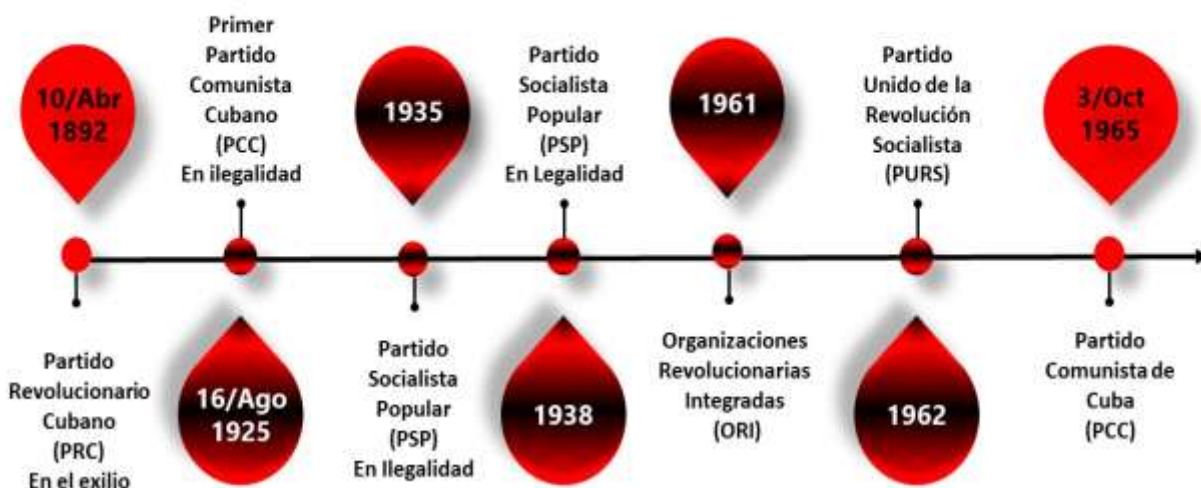 10/Abr
1892
Partido
Revolucionario
Cubano
(PRC)
En el exilio
Primer
Partido
Comunista
Cubano
(PCC)
En ilegalidad
16/Ago
1925
1935
Partido
Socialista
Popular
(PSP)
En Ilegalidad
Partido
Socialista
Popular
(PSP)
En Legalidad
1938
1961
Organizaciones
Revolucionarias
Integradas
(ORI)
Partido
Unido de la
Revolución
Socialista
(PURS)
1962
3/Oct
1965
Partido
Comunista de
Cuba
(PCC)